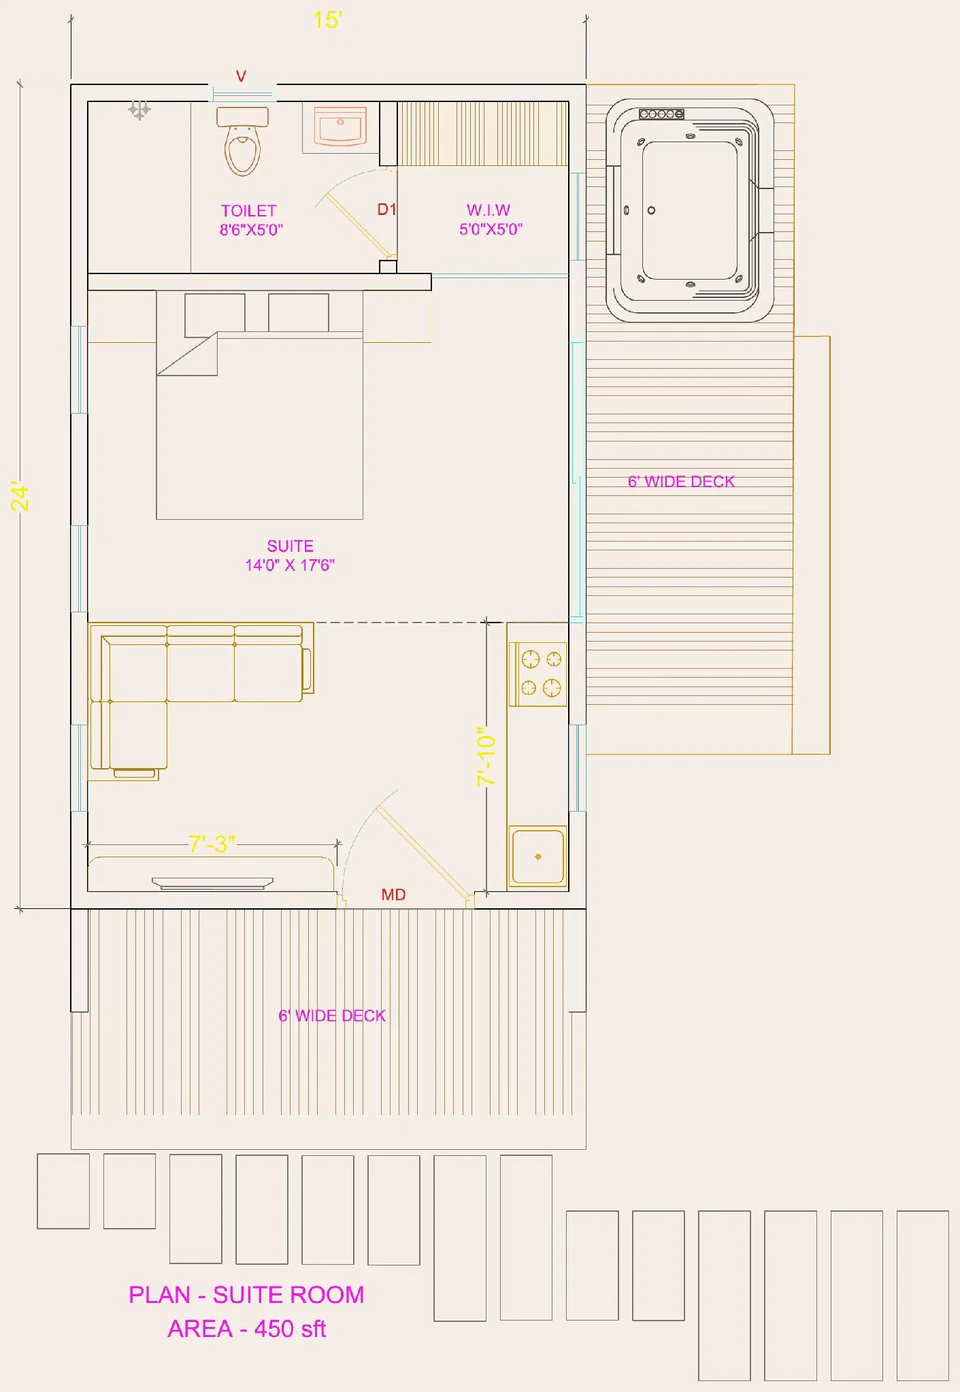 15'
V
TOILET
8'6"X5'0"
D1
W.I.W
5'0"X5'0"
24'
6' WIDE DECK
SUITE
14'0" X 17'6"
7'-10"
7'-3"
MD
6' WIDE DECK
PLAN - SUITE ROOM
AREA - 450 sft